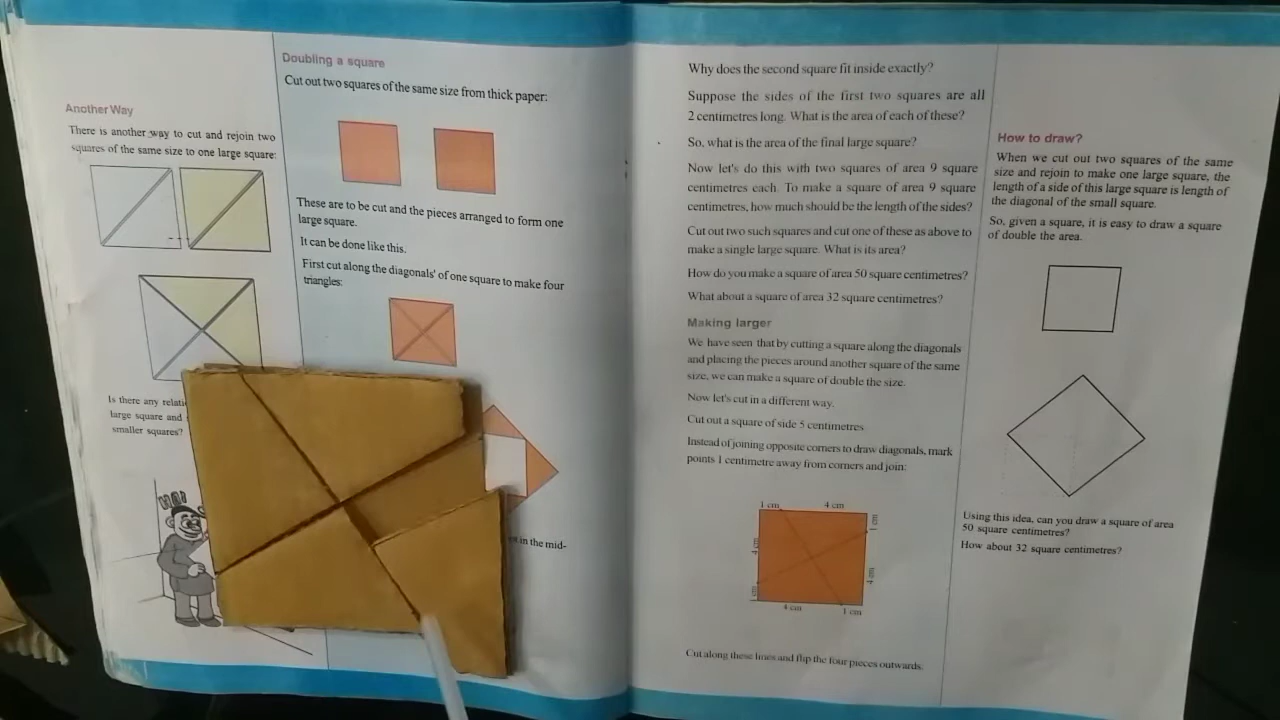 Another Way
There is another way to cut and rejoin two
squares of the same size to one large square:
Is there any
large square and
smaller squares?
HA!
Doubling a square
Cut out two squares of the same size from thick paper:
These are to be cut and the pieces arranged to form one
large square.
It can be done like this.
First cut along the diagonals' of one square to make four
triangles:
in the mid-
Why does the second square fit inside exactly?
Suppose the sides of the first two squares are all
2 centimetres long. What is the area of each of these?
So, what is the area of the final large square?
Now let's do this with two squares of area 9 square
centimetres each. To make a square of area 9 square
centimetres, how much should be the length of the sides?
Cut out two such squares and cut one of these as above to
make a single large square. What is its area?
How do you make a square of area 50 square centimetres?
What about a square of area 32 square centimetres?
Making larger
We have seen that by cutting a square along the diagonals
and placing the pieces around another square of the same
size, we can make a square of double the size.
Now let's cut in a different way.
Cut out a square of side 5 centimetres
Instead of joining opposite corners to draw diagonals, mark
points 1 centimetre away from corners and join:
1 cm 4 cm
1 cm
4 cm
4 cm
1 cm
4 cm 1 cm
Cut along these lines and flip the four pieces outwards.
How to draw?
When we cut out two squares of the same
size and rejoin to make one large square, the
length of a side of this large square is length of
the diagonal of the small square.
So, given a square, it is easy to draw a square
of double the area.
Using this idea, can you draw a square of area
50 square centimetres?
How about 32 square centimetres?